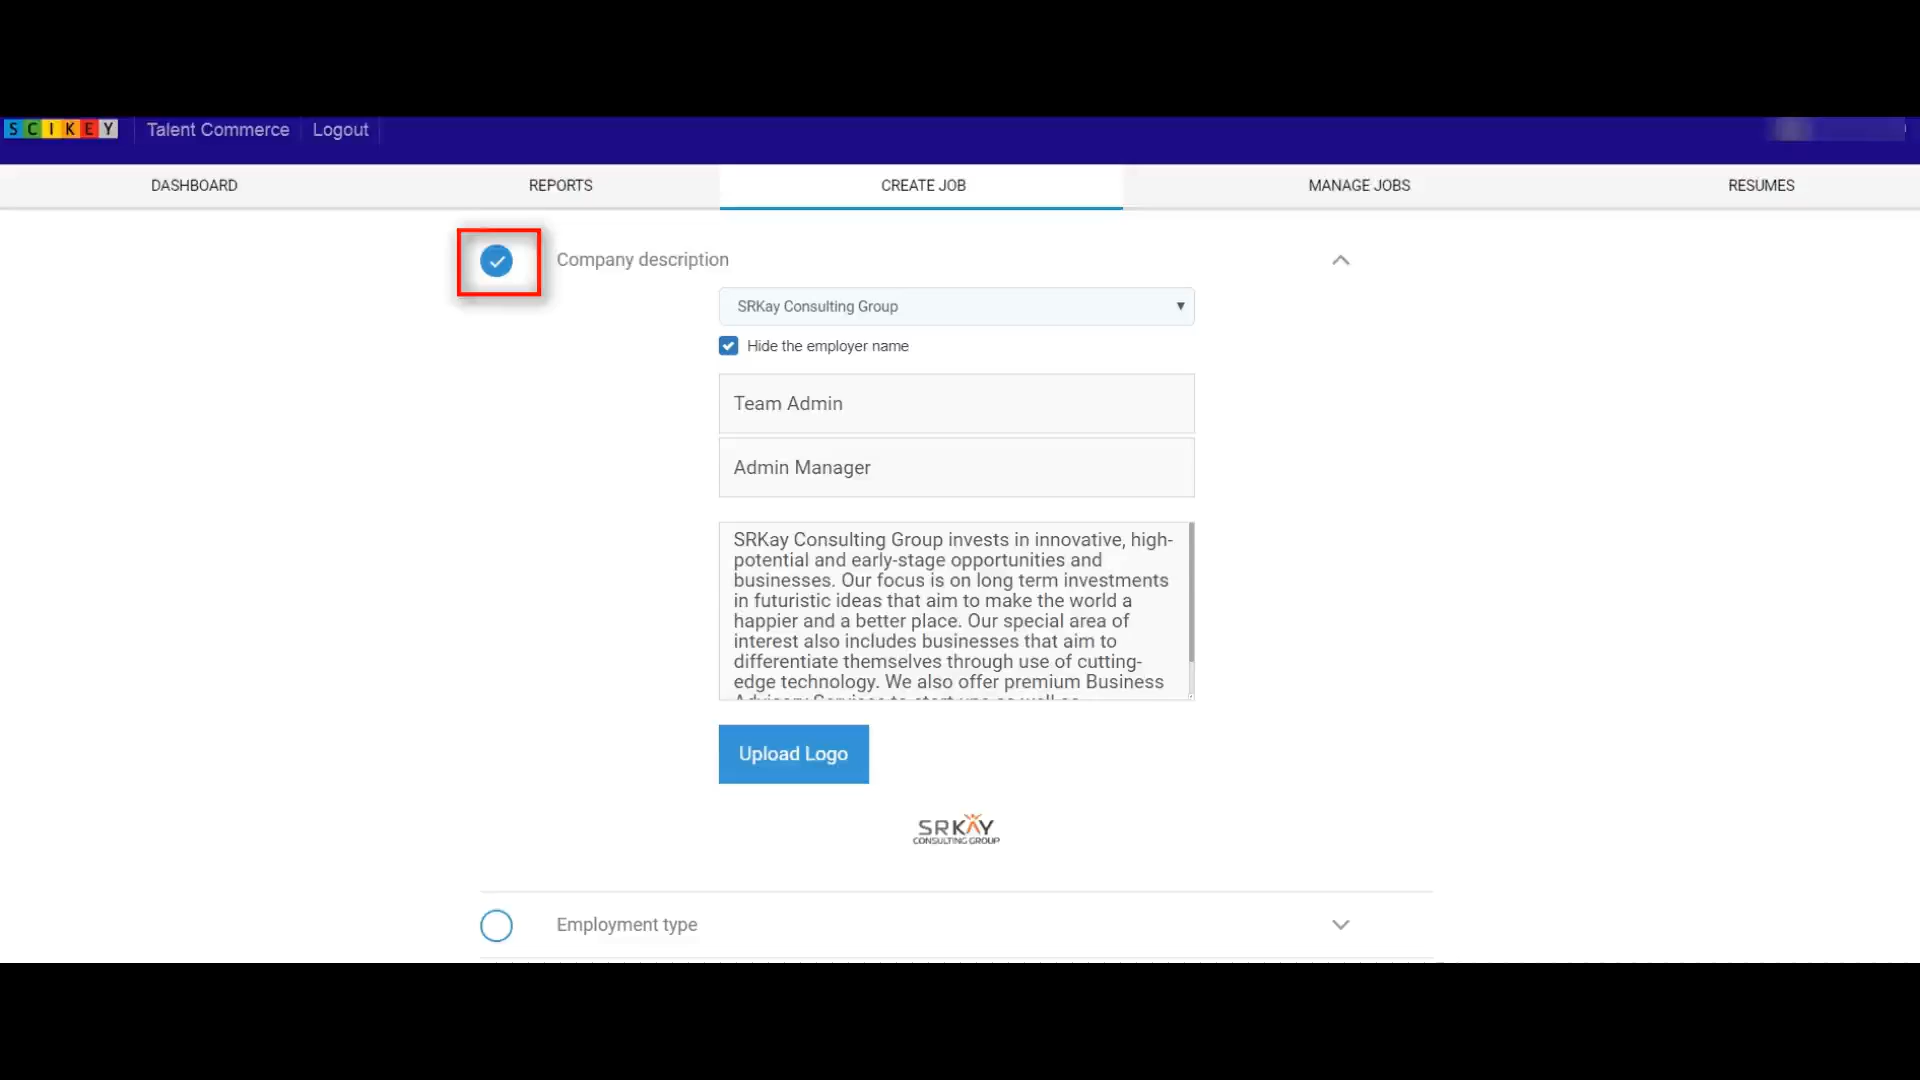 SCIKEY Talent Commerce Logout
DASHBOARD REPORTS CREATE JOB MANAGE JOBS RESUMES
Company description
SRKay Consulting Group
Hide the employer name
Team Admin
Admin Manager
SRKay Consulting Group invests in innovative, high-
potential and early-stage opportunities and
businesses. Our focus is on long term investments
in futuristic ideas that aim to make the world a
happier and a better place. Our special area of
interest also includes businesses that aim to
differentiate themselves through use of cutting-
edge technology. We also offer premium Business
Upload Logo
SRKAY
CONSULTING GROUP
Employment type